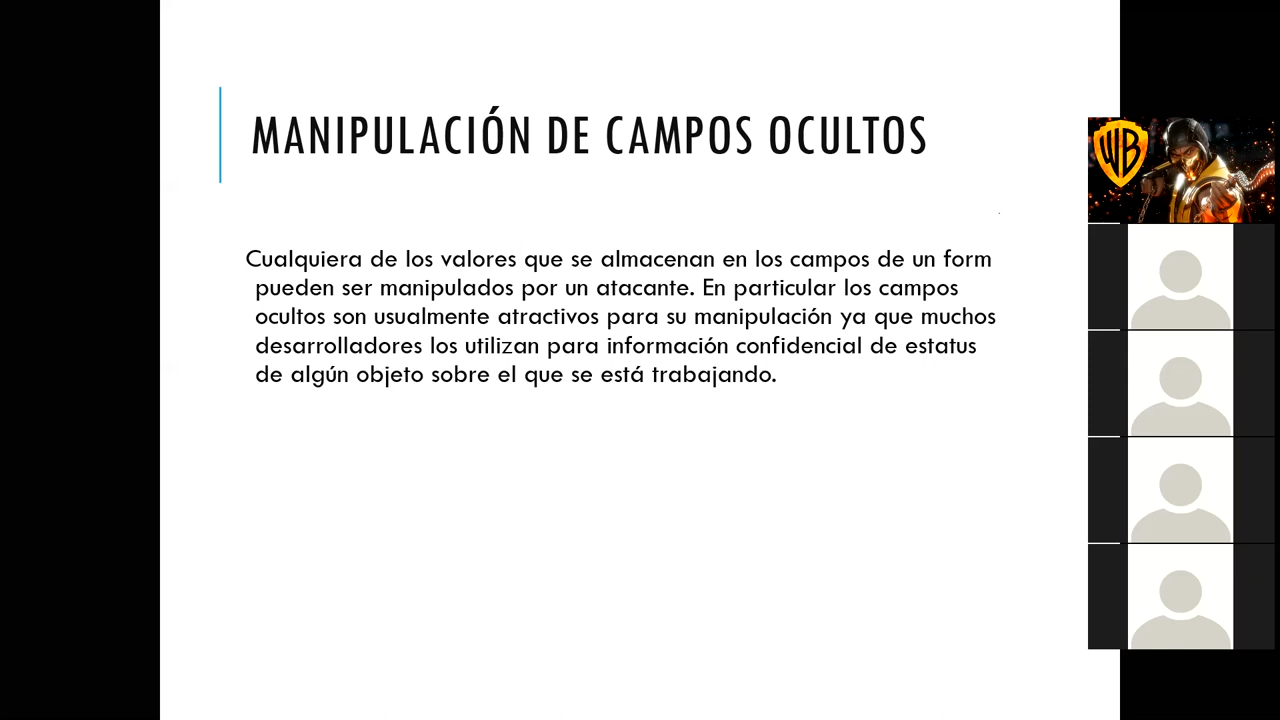 MANIPULACIÓN DE CAMPOS OCULTOS
Cualquiera de los valores que se almacenan en los campos de un form
pueden ser manipulados por un atacante. En particular los campos
ocultos son usualmente atractivos para su manipulación ya que muchos
desarrolladores los utilizan para información confidencial de estatus
de algún objeto sobre el que se está trabajando.
WB